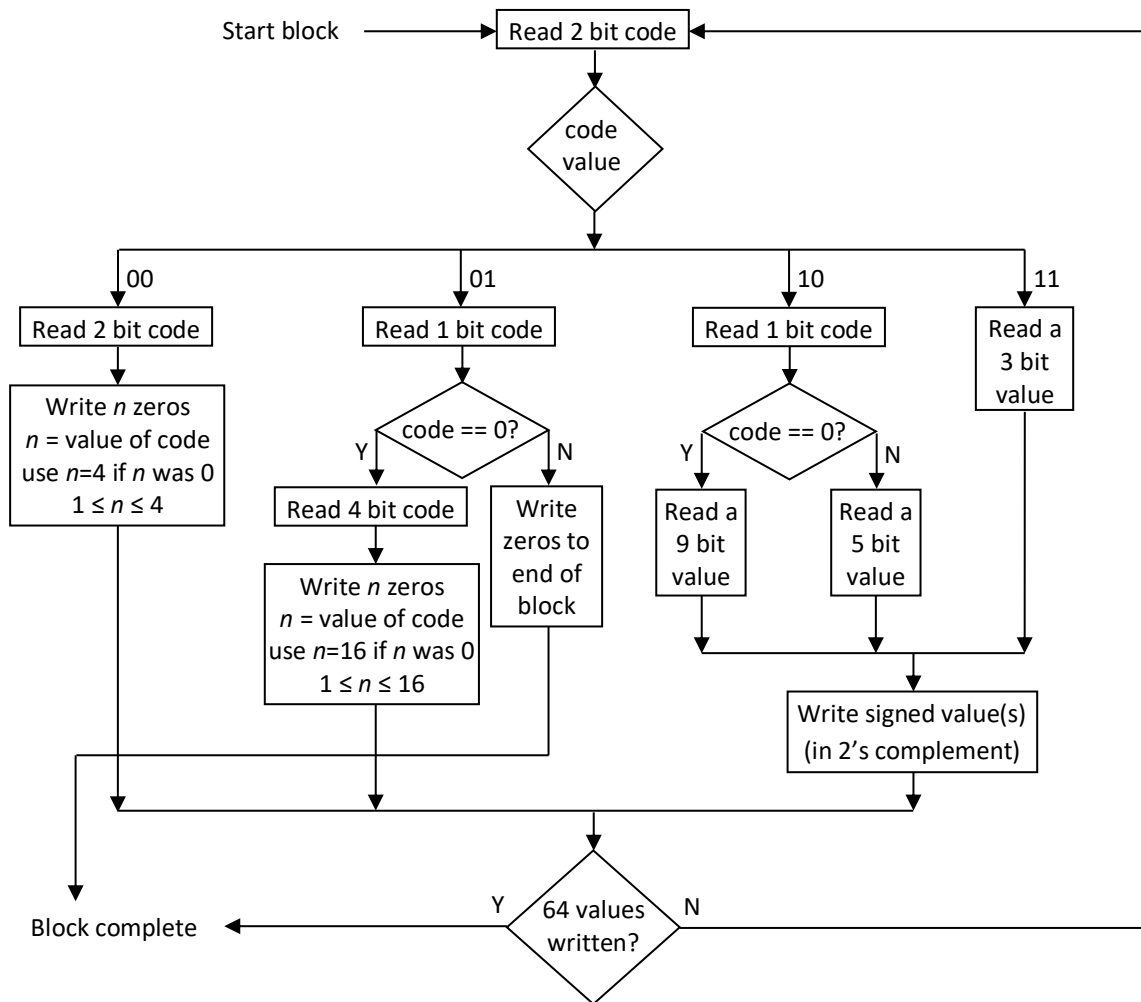 Start block
Read 2 bit code
code
value
00
01
10
11
Read 2 bit code
Read 1 bit code
Read 1 bit code
Read a
3 bit
value
Write n zeros
n = value of code
use n=4 if n was 0
1 ≤ n ≤ 4
code == 0?
Y
N
code == 0?
Y
N
Read 4 bit code
Write
zeros to
end of
block
Read a
9 bit
value
Read a
5 bit
value
Write n zeros
n = value of code
use n=16 if n was 0
1 ≤ n ≤ 16
Write signed value(s)
(in 2’s complement)
Block complete
Y
64 values
written?
N